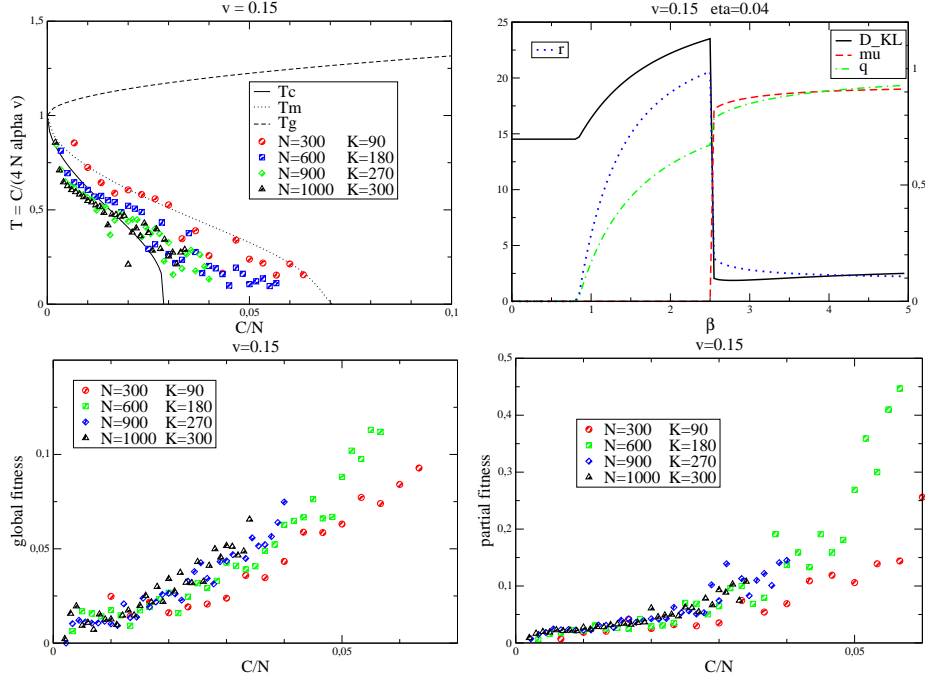 v = 0.15
T = C/(4 N alpha v)
1
0,5
0
Tc
Tm
Tg
N=300 K=90
N=600 K=180
N=900 K=270
N=1000 K=300
0 0,05 0,1
C/N
v=0.15 eta=0.04
r
D_KL
mu
q
25
20
15
10
5
0
1
0,5
0
0 1 2 3 4 5
β
v=0.15
global fitness
0,1
0,05
0
N=300 K=90
N=600 K=180
N=900 K=270
N=1000 K=300
0 0,05
C/N
v=0.15
partial fitness
0,5
0,4
0,3
0,2
0,1
0
N=300 K=90
N=600 K=180
N=900 K=270
N=1000 K=300
0 0,05
C/N